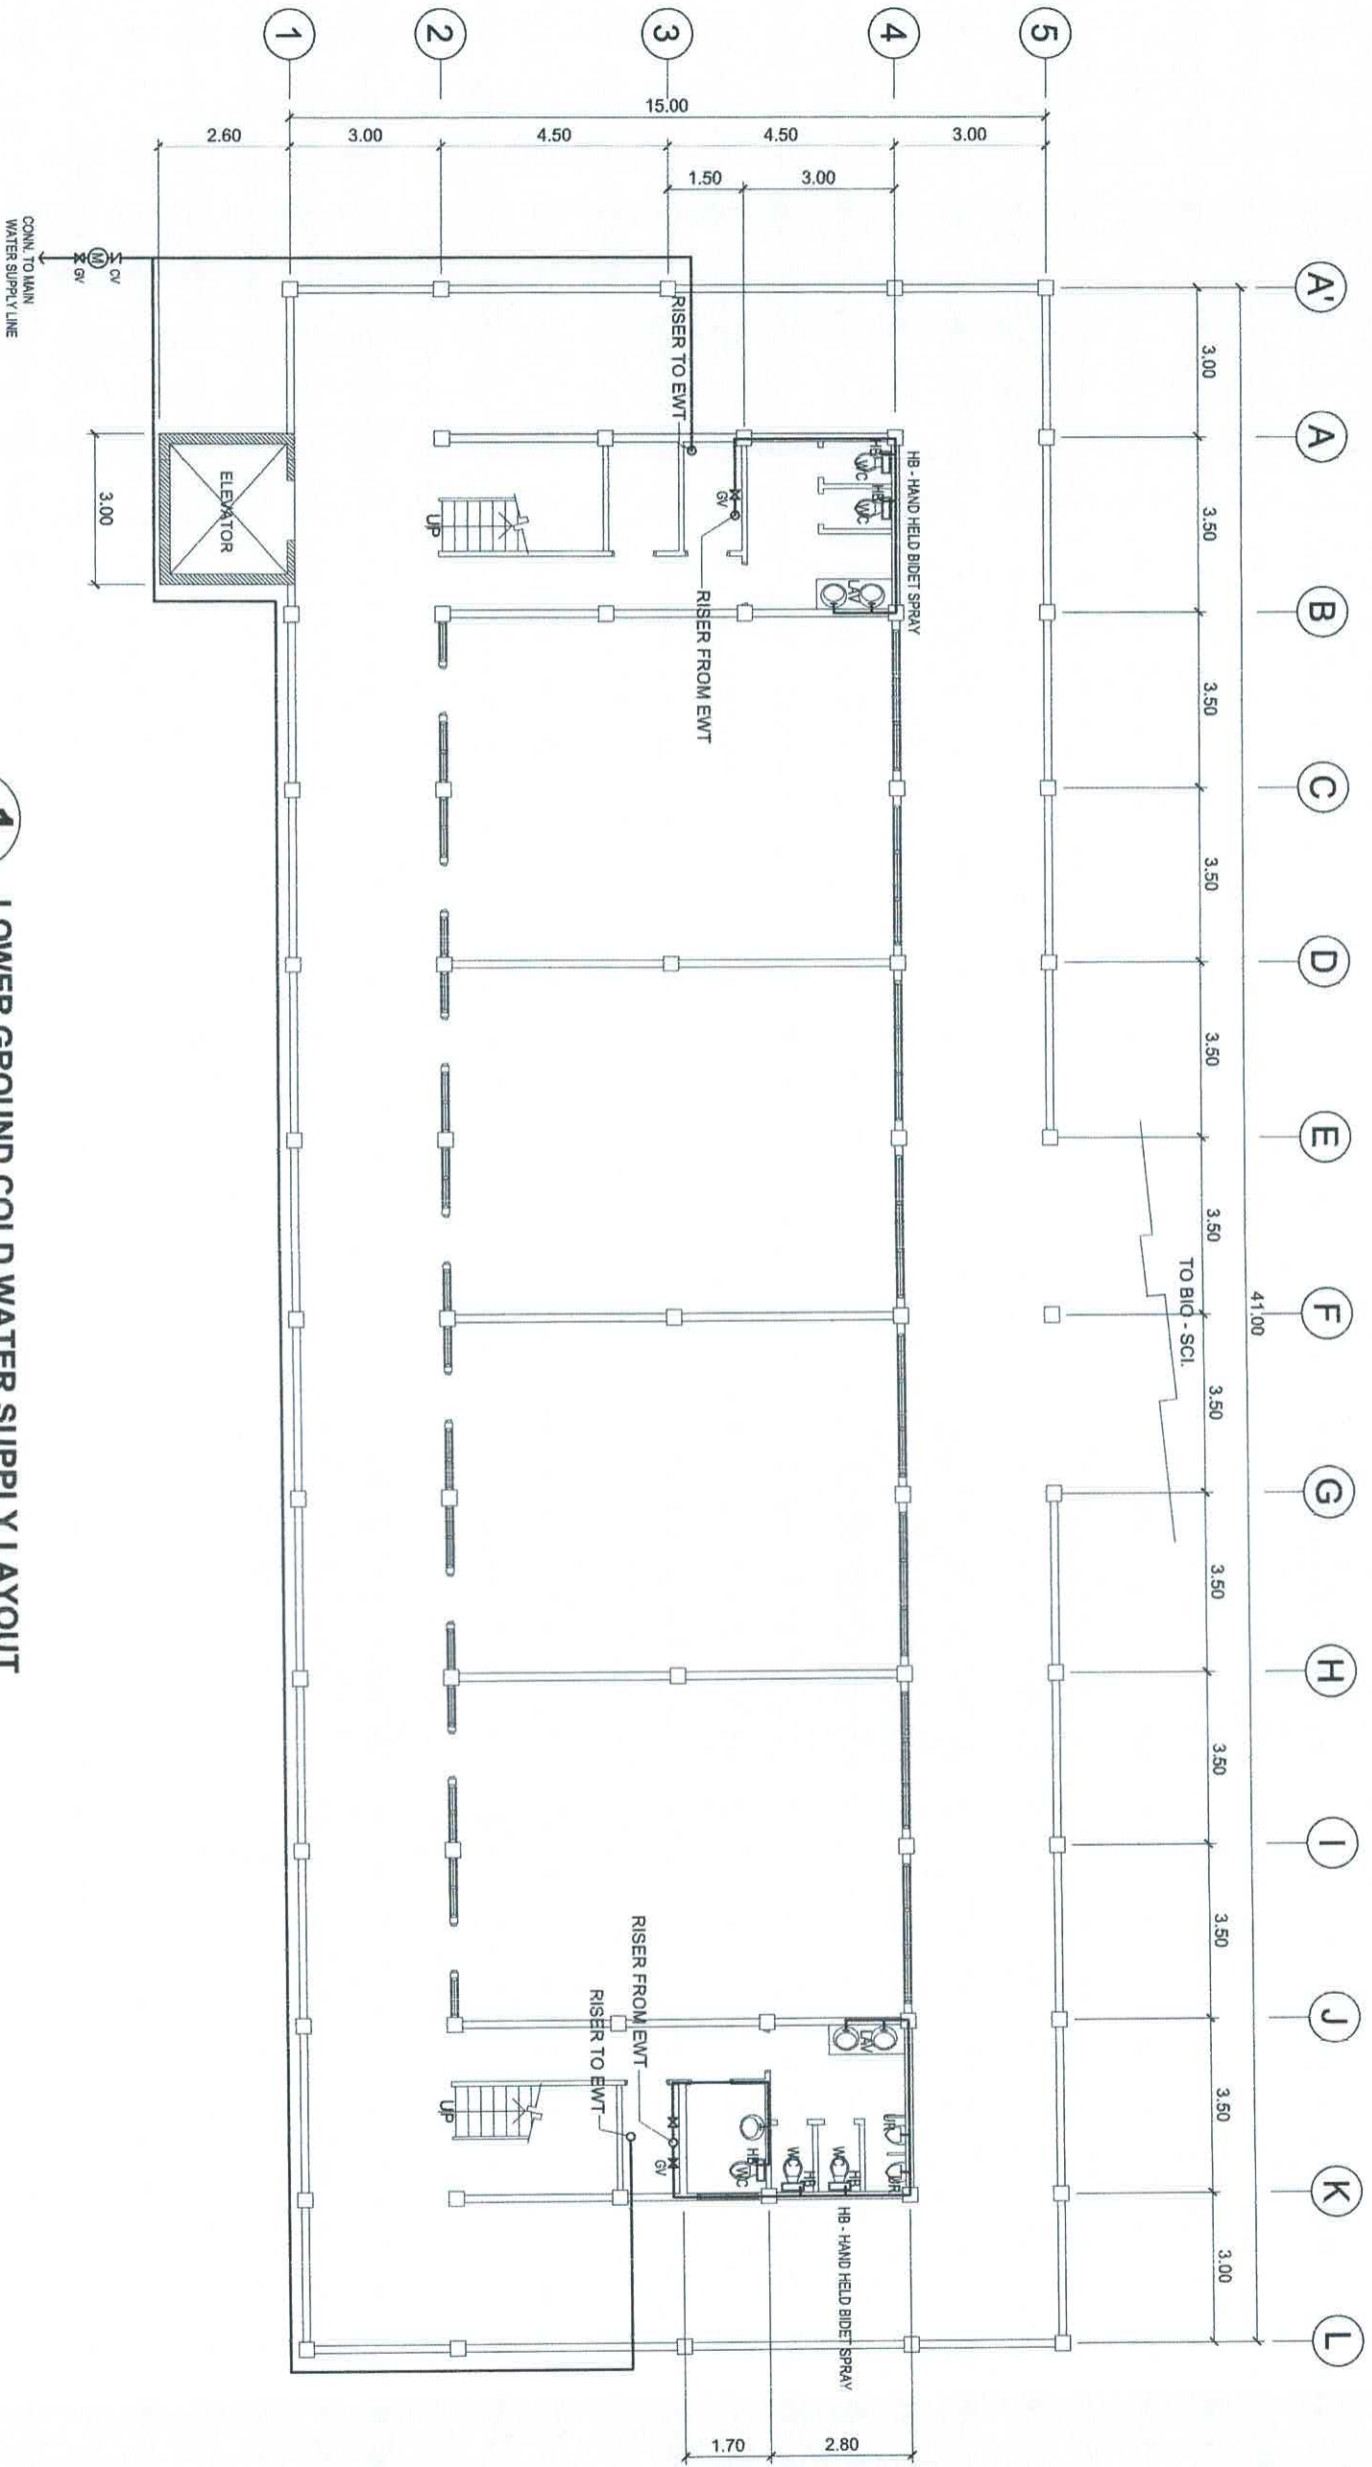 1
2
3
4
5
15.00
2.60
3.00
4.50
4.50
3.00
1.50
3.00
CONN. TO MAIN
WATER SUPPLY LINE
GV
M
CV
A'
A
B
C
D
E
F
G
H
I
J
K
L
3.00
3.50
3.50
3.50
3.50
3.50
3.50
3.50
3.50
3.50
3.50
3.00
41.00
TO BIO - SCI.
RISER TO EWT
GV
RISER FROM EWT
HB - HAND HELD BIDET SPRAY
HB
WC
HB
WC
LAV
UP
ELEVATOR
3.00
RISER FROM EWT
RISER TO EWT
UP
GV
LAV
UR
UR
WC
HB
WC
HB
HB
WC
HB - HAND HELD BIDET SPRAY
1.70
2.80
1
LOWER GROUND COLD WATER SUPPLY LAYOUT